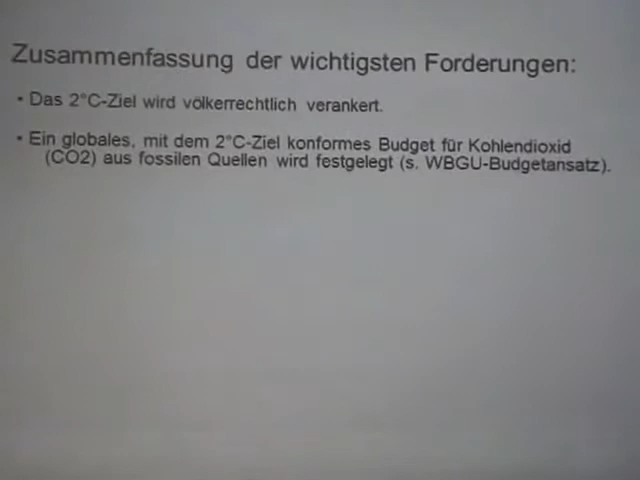 Zusammenfassung der wichtigsten Forderungen:
• Das 2°C-Ziel wird völkerrechtlich verankert.
• Ein globales, mit dem 2°C-Ziel konformes Budget für Kohlendioxid
(CO2) aus fossilen Quellen wird festgelegt (s. WBGU-Budgetansatz).